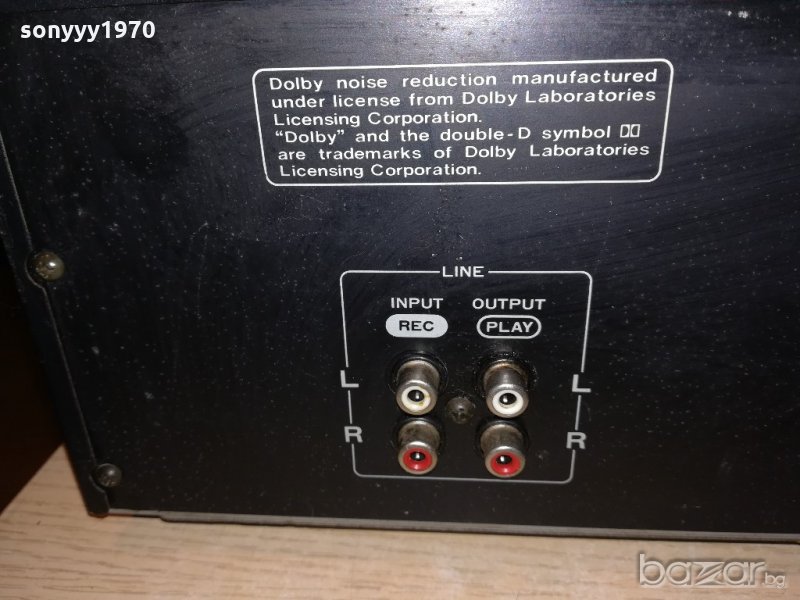 sonyyy1970
Dolby noise reduction manufactured
under license from Dolby Laboratories
Licensing Corporation.
“Dolby” and the double-D symbol
are trademarks of Dolby Laboratories
Licensing Corporation.
LINE
INPUT OUTPUT
REC PLAY
L L
R R
bazar.bg